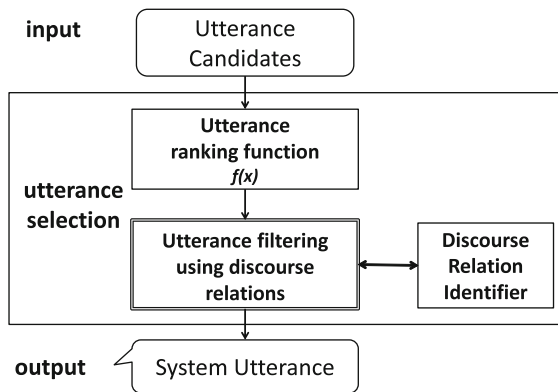 input
Utterance
Candidates
Utterance
ranking function
f(x)
utterance
selection
Utterance filtering
using discourse
relations
Discourse
Relation
Identifier
output
System Utterance